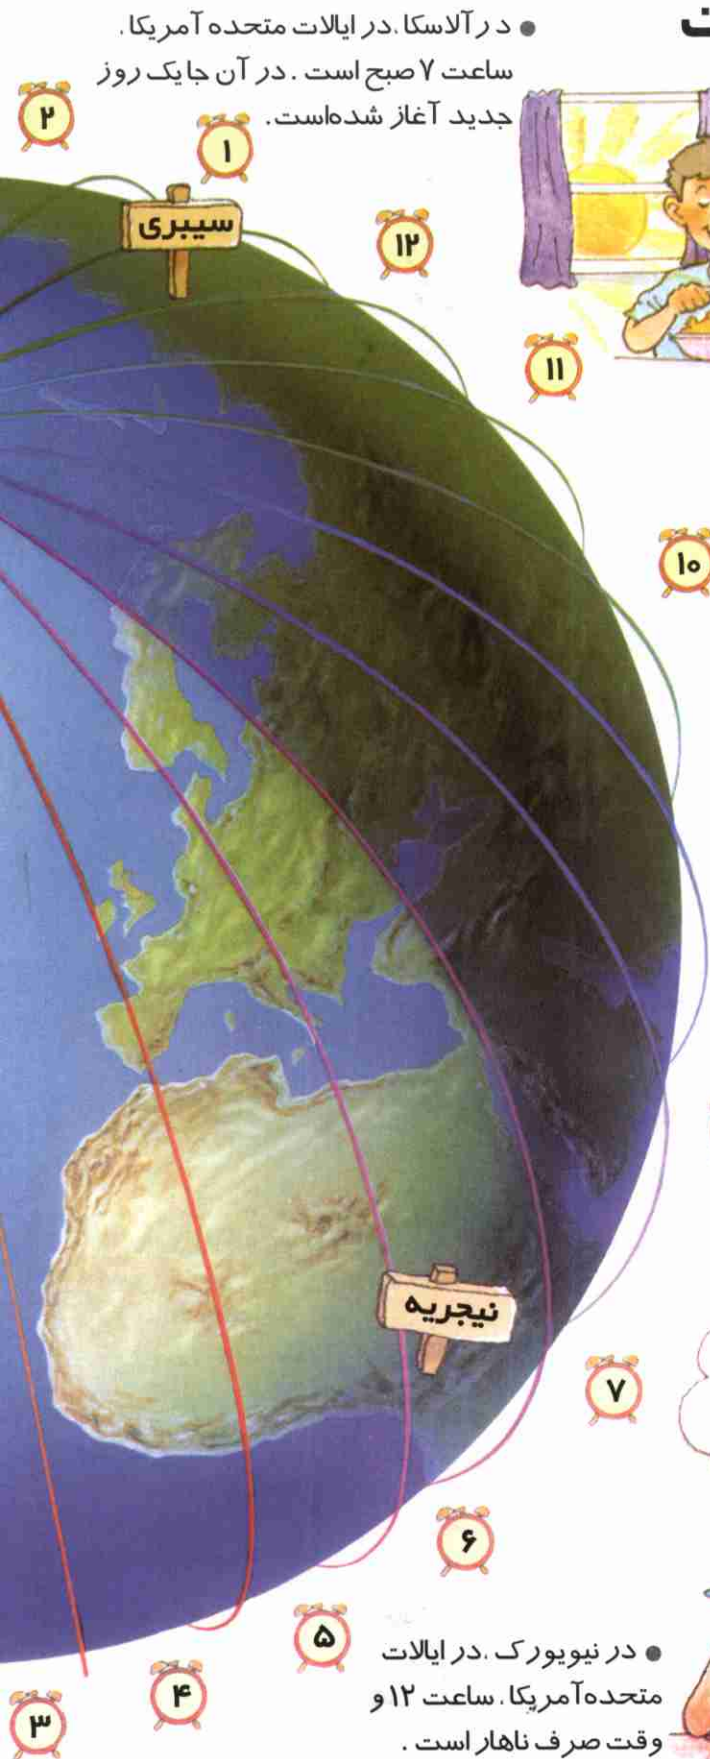 ت
● در آلاسکا، در ایالات متحده آمریکا،
ساعت ۷ صبح است . در آن جا یک روز
جدید آغاز شده‌است .
۲
۱
سیبری
۱۲
۱۱
۱۰
نیجریه
۷
۶
۵
۴
۳
● در نیویورک ، در ایالات
متحده‌آمریکا، ساعت ۱۲ و
وقت صرف ناهار است .